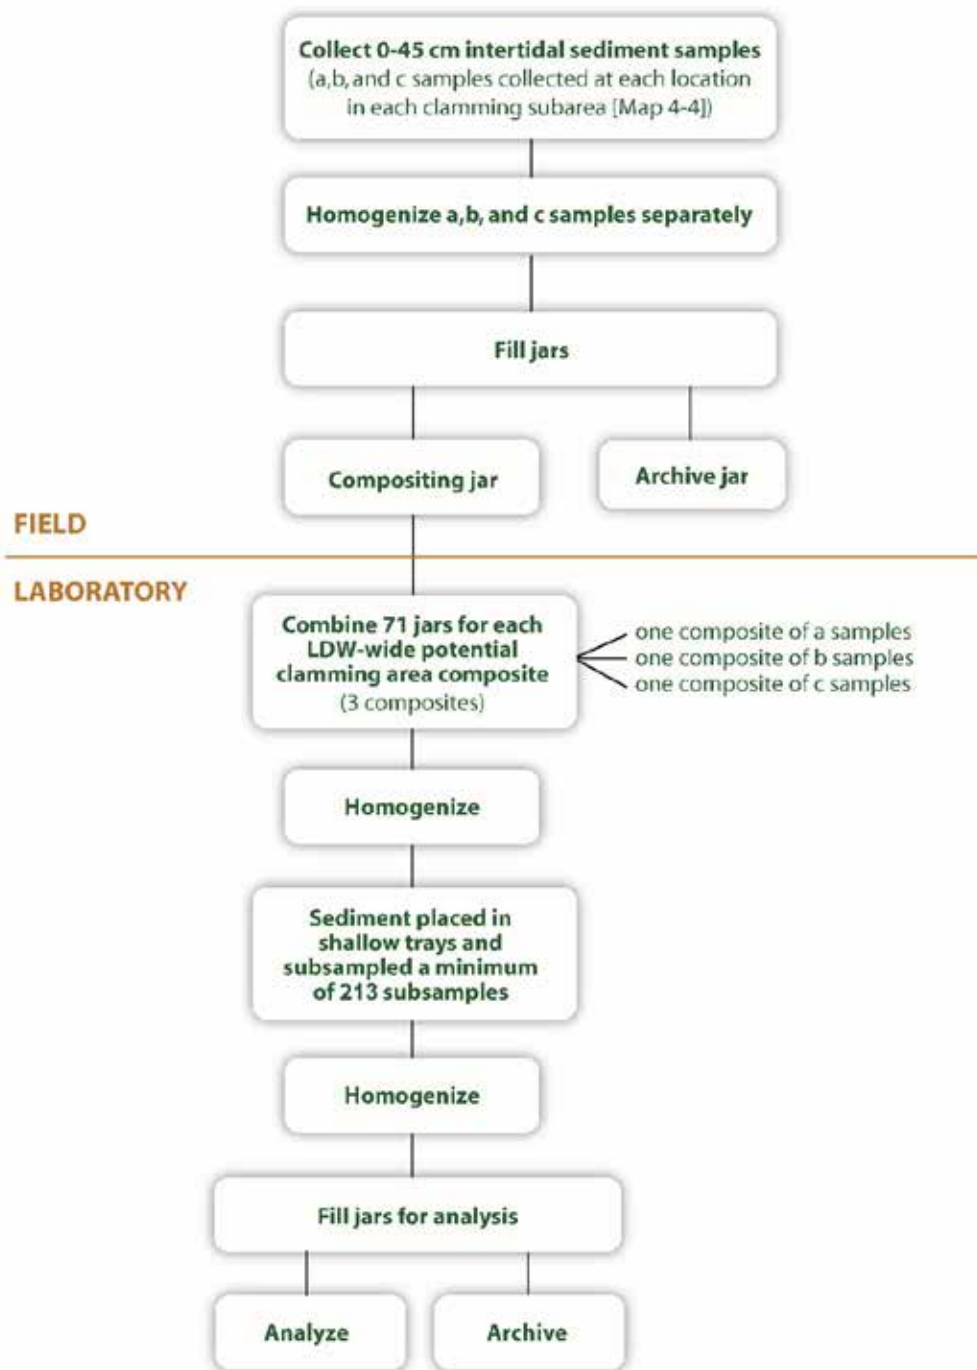 Collect 0-45 cm intertidal sediment samples
(a,b, and c samples collected at each location
in each clamming subarea [Map 4-4])
Homogenize a,b, and c samples separately
Fill jars
Compositing jar
Archive jar
FIELD
LABORATORY
Combine 71 jars for each
LDW-wide potential
clamming area composite
(3 composites)
one composite of a samples
one composite of b samples
one composite of c samples
Homogenize
Sediment placed in
shallow trays and
subsampled a minimum
of 213 subsamples
Homogenize
Fill jars for analysis
Analyze
Archive